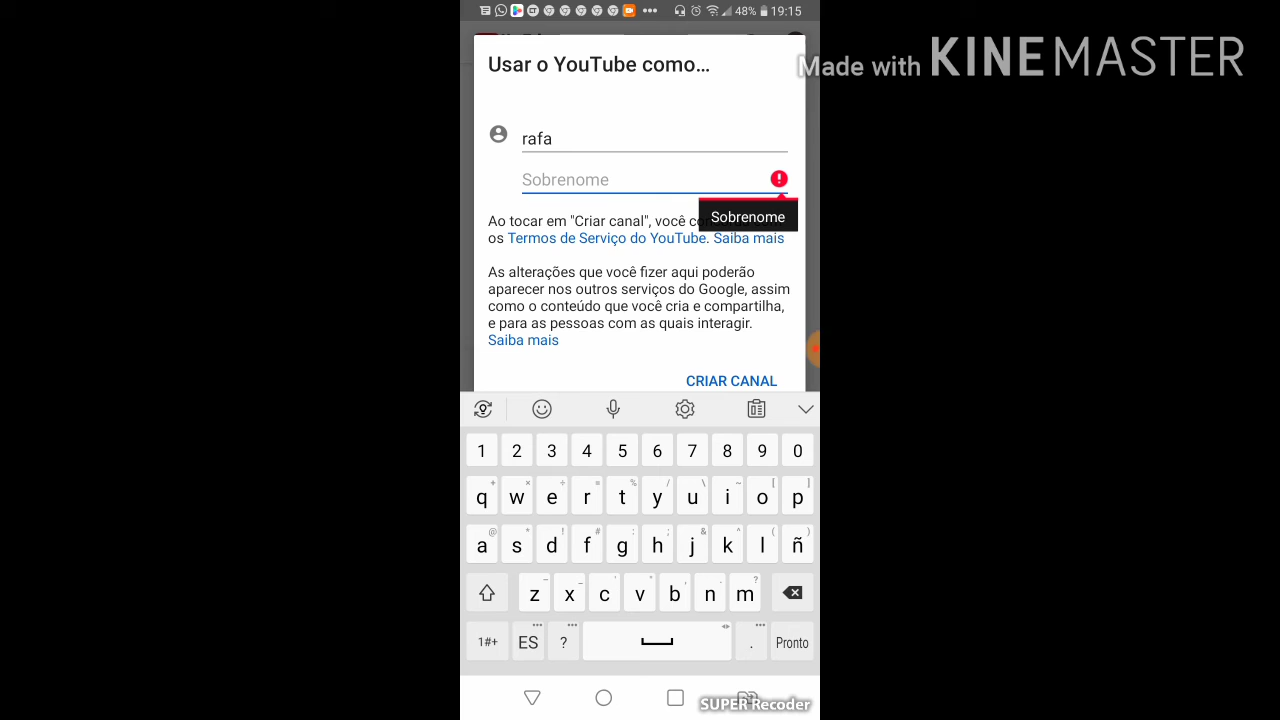 48% 19:15
Made with KINEMASTER
Usar o YouTube como...
rafa
Sobrenome
Sobrenome
Ao tocar em "Criar canal", você
os Termos de Serviço do YouTube. Saiba mais
As alterações que você fizer aqui poderão
aparecer nos outros serviços do Google, assim
como o conteúdo que você cria e compartilha,
e para as pessoas com as quais interagir.
Saiba mais
CRIAR CANAL
1 2 3 4 5 6 7 8 9 0
q w e r t y u i o p
a s d f g h j k l ñ
z x c v b n m
1#+ ES ? . Pronto
SUPER Recoder